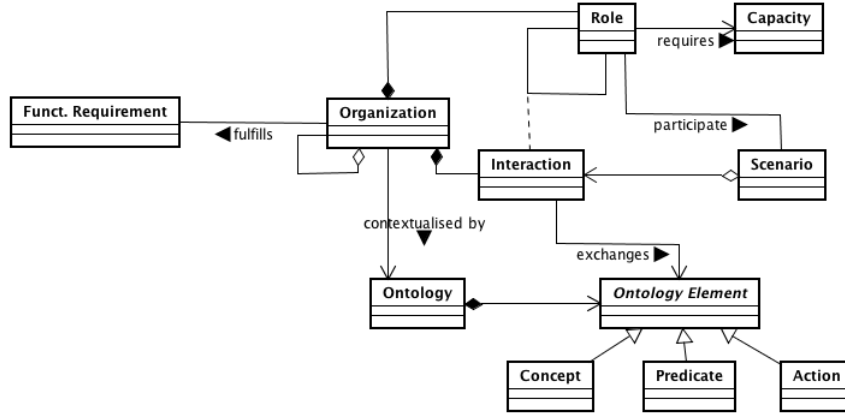 Role
Capacity
requires
Funct. Requirement
Organization
fulfills
participate
Interaction
Scenario
contextualised by
exchanges
Ontology
Ontology Element
Concept
Predicate
Action